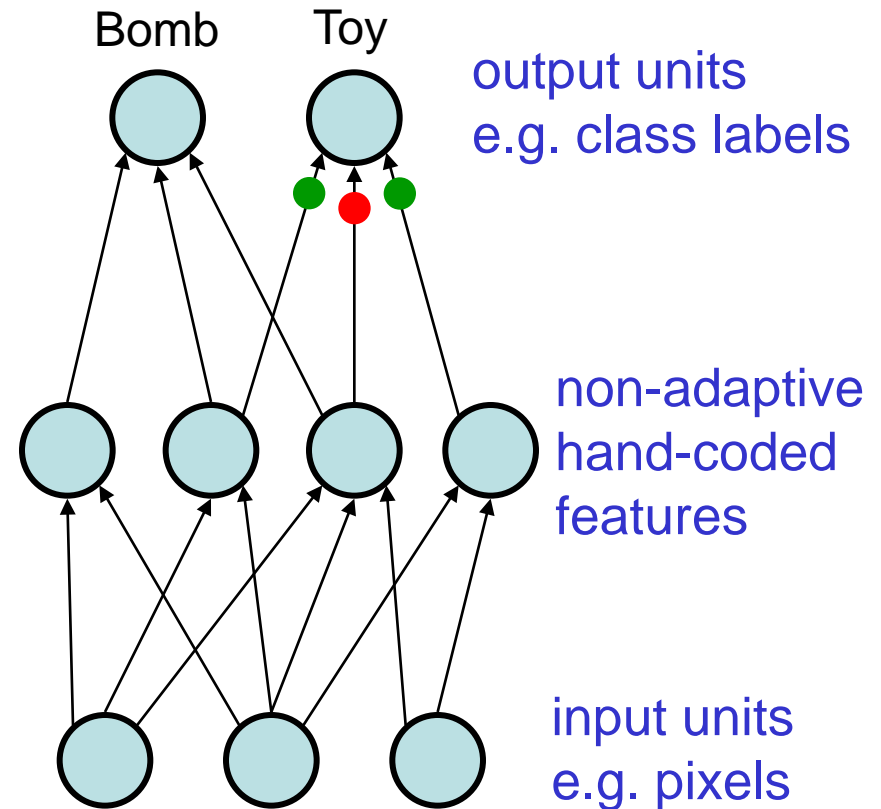 Bomb Toy
output units
e.g. class labels
non-adaptive
hand-coded
features
input units
e.g. pixels